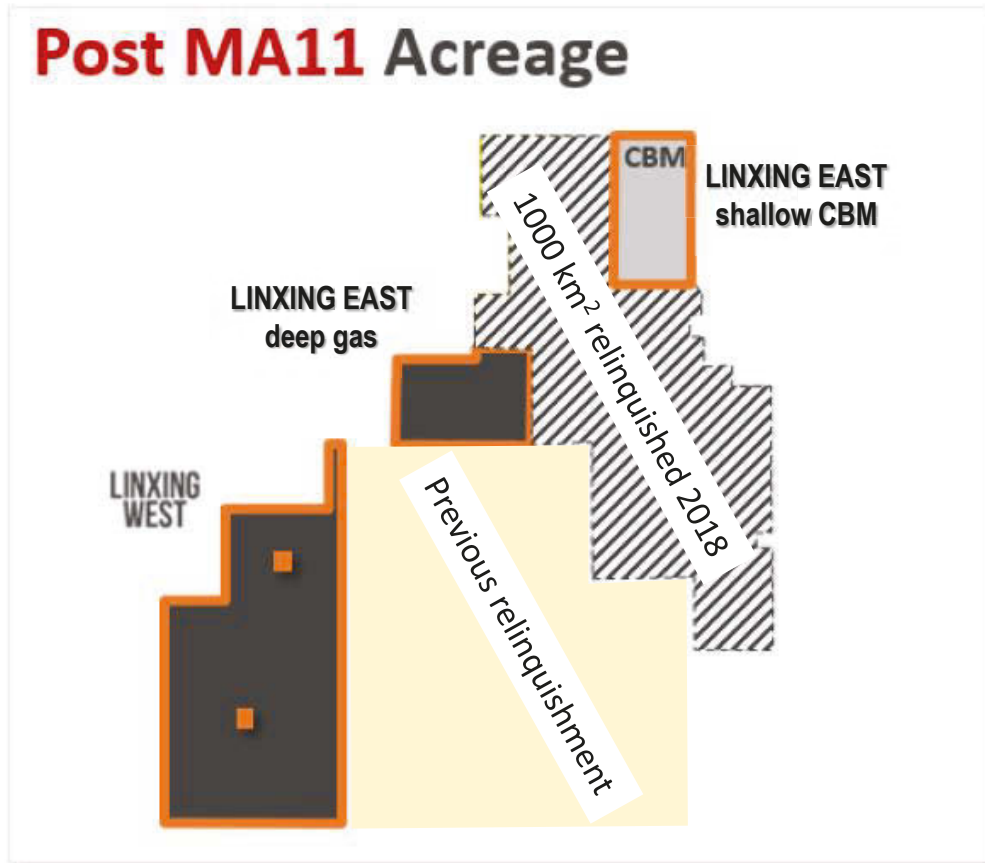 Post MA11 Acreage
CBM
LINXING EAST
shallow CBM
1000 km² relinquished 2018
LINXING EAST
deep gas
LINXING
WEST
Previous relinquishment